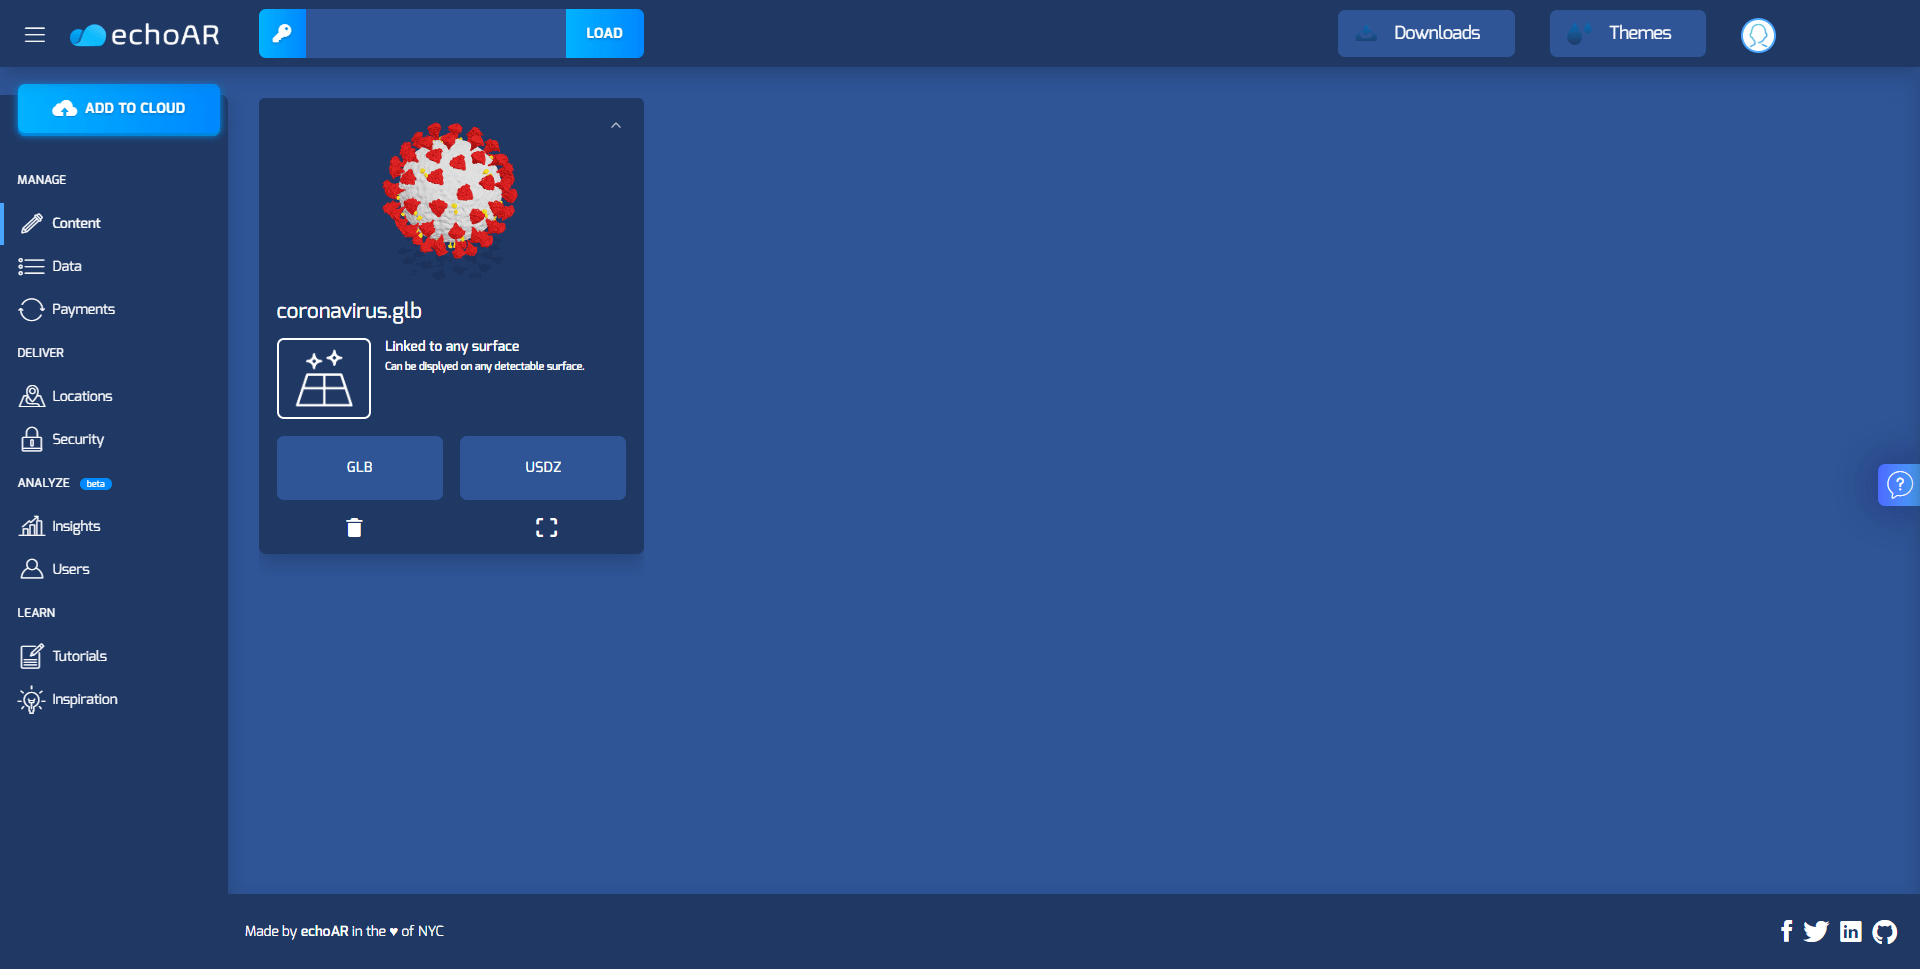 echoAR
LOAD
Downloads
Themes
ADD TO CLOUD
MANAGE
Content
Data
Payments
DELIVER
Locations
Security
ANALYZE beta
Insights
Users
LEARN
Tutorials
Inspiration
coronavirus.glb
Linked to any surface
Can be displyed on any detectable surface.
GLB
USDZ
Made by echoAR in the ♥ of NYC